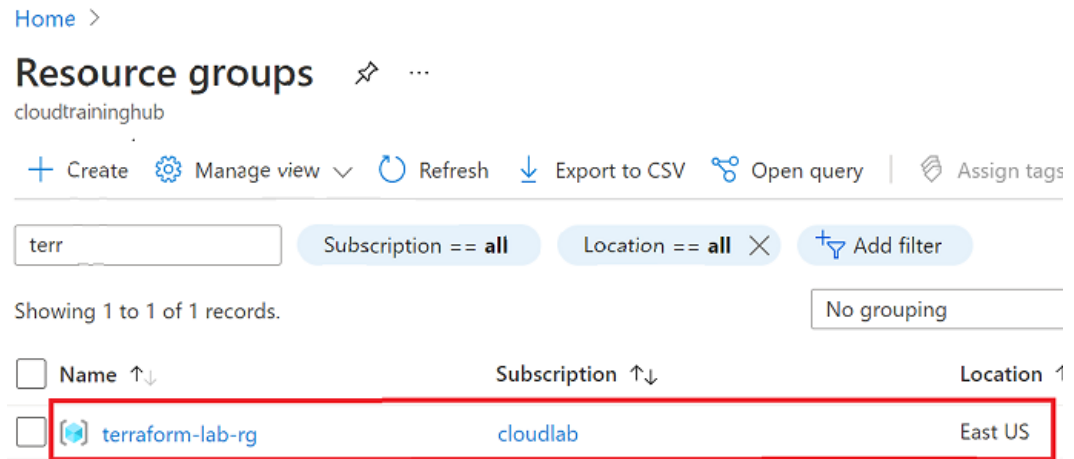 Home >
Resource groups ...
cloudtraininghub
+ Create Manage view Refresh Export to CSV Open query Assign tags
terr Subscription == all Location == all Add filter
Showing 1 to 1 of 1 records. No grouping
Name ↑↓ Subscription ↑↓ Location ↑
terraform-lab-rg cloudlab East US